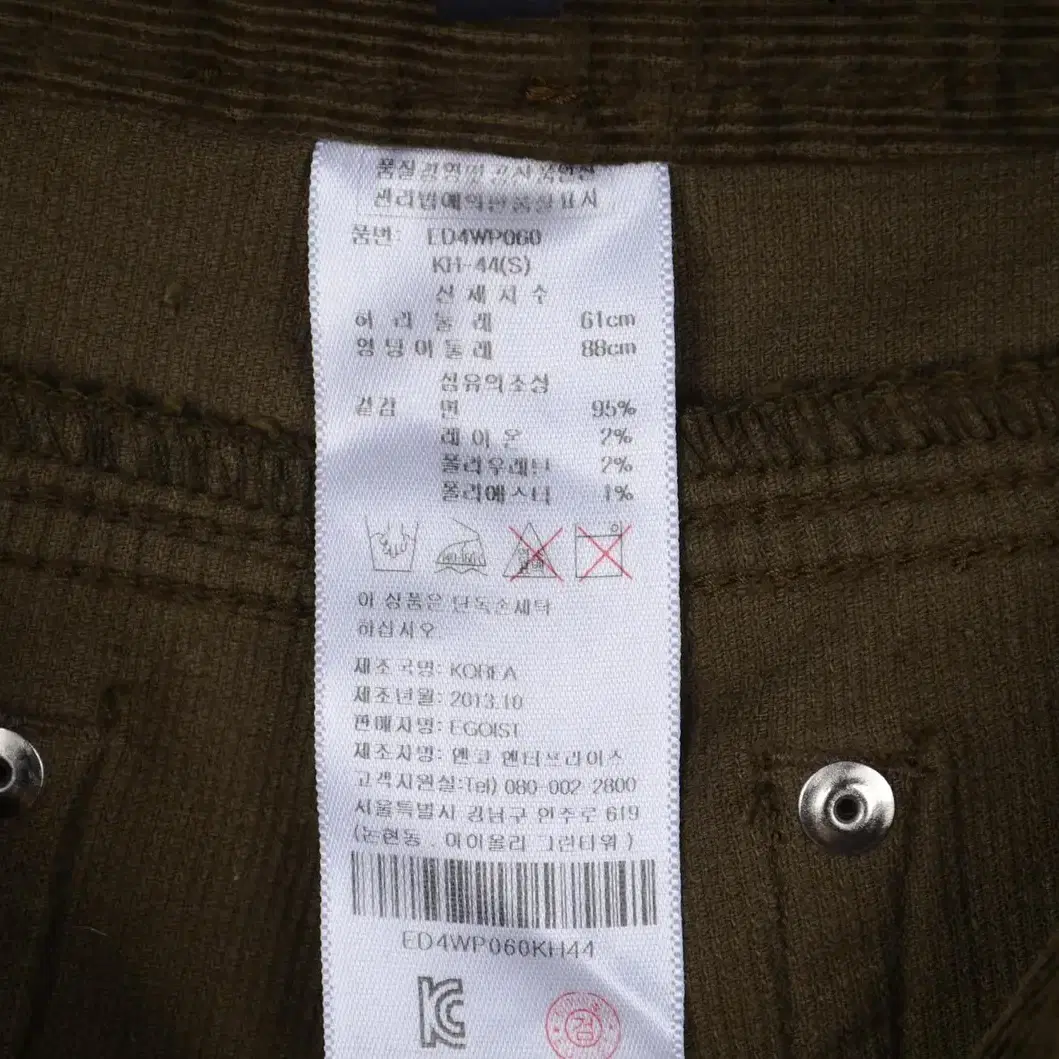 품질경영 및 공산품안전
관리법에의한품질표시
품번: ED4WP060
KH-44(S)
신 체 치 수
허 리 둘 레 61cm
엉 덩 이 둘 레 88cm
섬유의조성
겉감 면 95%
레 이 온 2%
폴리우레탄 2%
폴리에스터 1%
이 상품은 단독손세탁
하십시오
제조 국명: KOREA
제조년월: 2013.10
판매자명: EGOIST
제조자명: 앤코 엔터프라이스
고객지원실:Tel) 080-002-2800
서울특별시 강남구 언주로 619
(논현동 . 아이올리 그린타워 )
ED4WP060KH44
KC
검